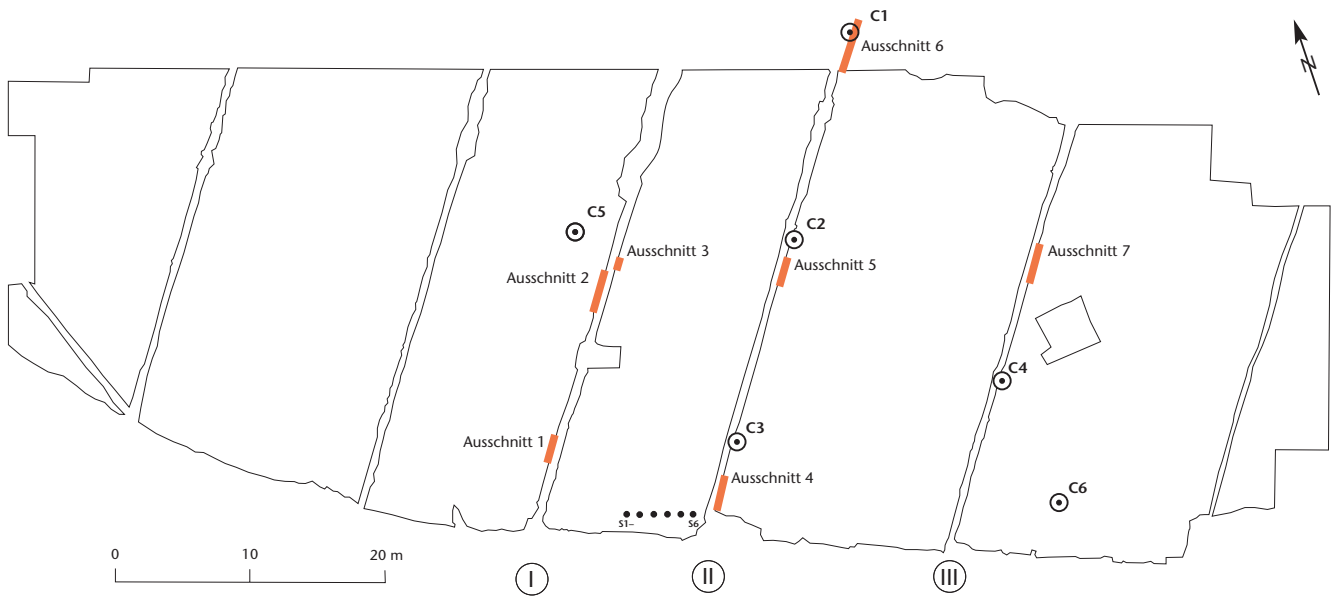 C1
Ausschnitt 6
N
C5
C2
Ausschnitt 3
Ausschnitt 2
Ausschnitt 5
Ausschnitt 7
C4
C3
Ausschnitt 1
Ausschnitt 4
C6
S1– S6
0 10 20 m
I II III